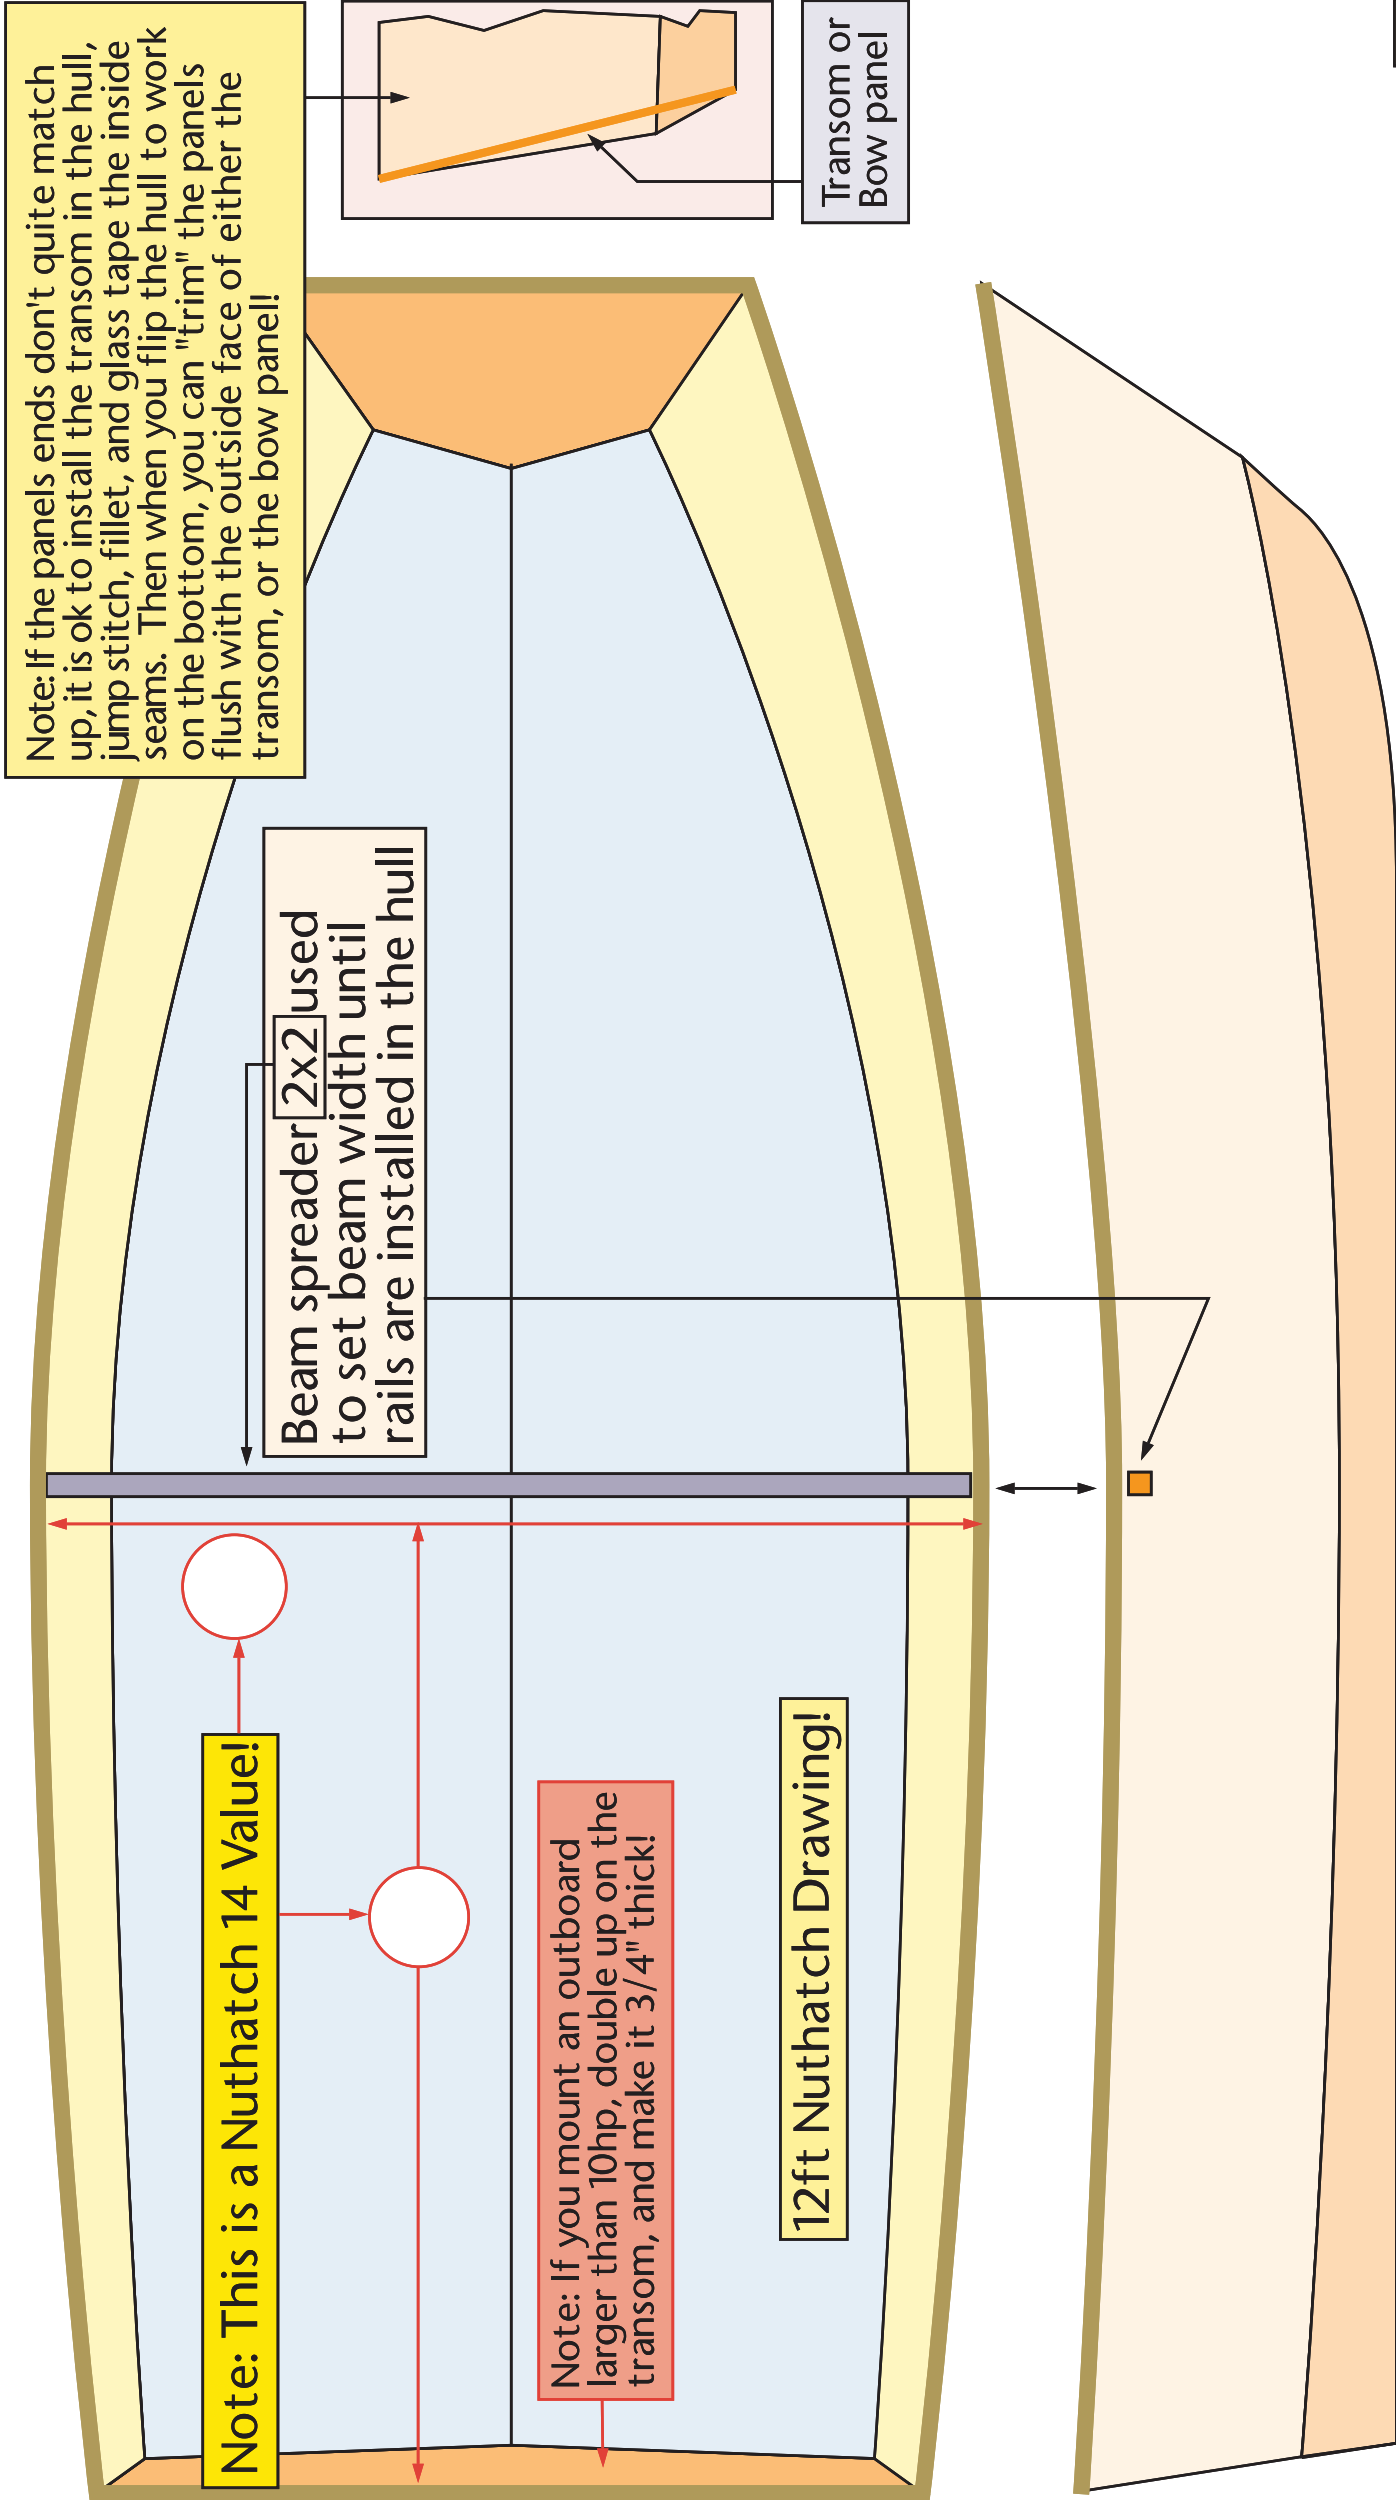 Note: If the panels ends don't quite match
up, it is ok to install the transom in the hull,
jump stitch, fillet, and glass tape the inside
seams. Then when you flip the hull to work
on the bottom, you can "trim" the panels
flush with the outside face of either the
transom, or the bow panel!
Transom or
Bow panel
Beam spreader 2x2 used
to set beam width until
rails are installed in the hull
Note: This is a Nuthatch 14 Value!
Note: If you mount an outboard
larger than 10hp, double up on the
transom, and make it 3/4" thick!
12ft Nuthatch Drawing!